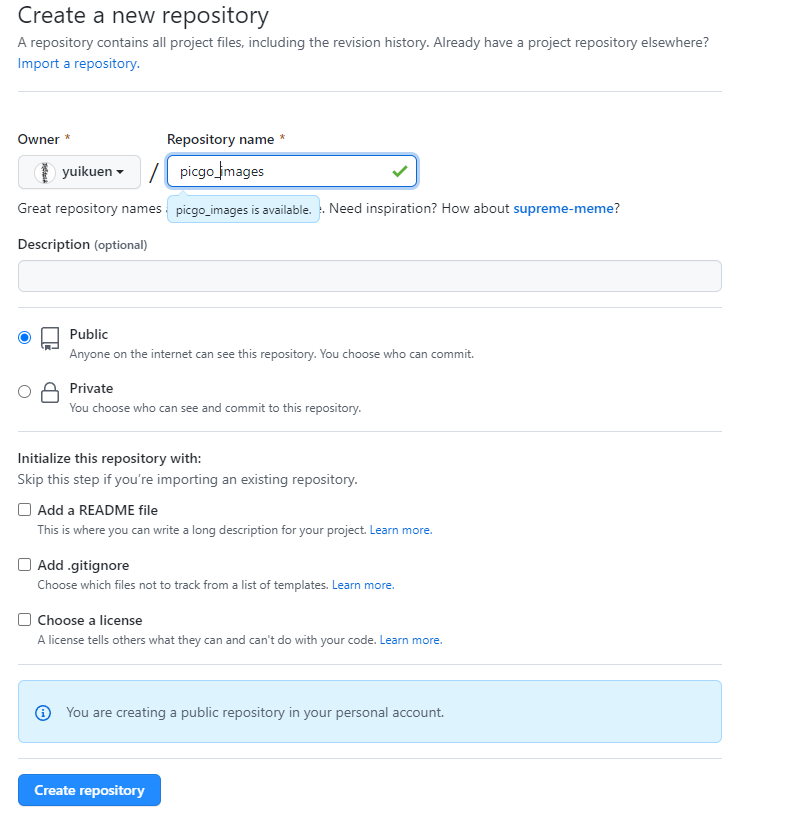 Create a new repository
A repository contains all project files, including the revision history. Already have a project repository elsewhere?
Import a repository.
Owner *
Repository name *
yuikuen
/
picgo_images
Great repository names
picgo_images is available.
. Need inspiration? How about supreme-meme?
Description (optional)
Public
Anyone on the internet can see this repository. You choose who can commit.
Private
You choose who can see and commit to this repository.
Initialize this repository with:
Skip this step if you're importing an existing repository.
Add a README file
This is where you can write a long description for your project. Learn more.
Add .gitignore
Choose which files not to track from a list of templates. Learn more.
Choose a license
A license tells others what they can and can't do with your code. Learn more.
You are creating a public repository in your personal account.
Create repository